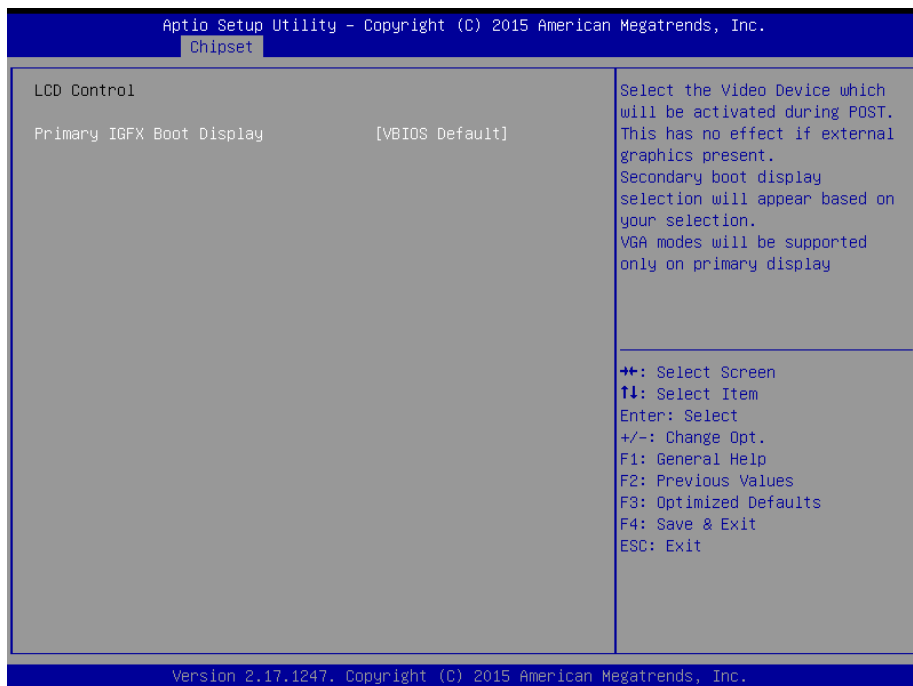 Aptio Setup Utility – Copyright (C) 2015 American Megatrends, Inc.
Chipset
LCD Control
Primary IGFX Boot Display [VBIOS Default]
Select the Video Device which
will be activated during POST.
This has no effect if external
graphics present.
Secondary boot display
selection will appear based on
your selection.
VGA modes will be supported
only on primary display
→←: Select Screen
↑↓: Select Item
Enter: Select
+/-: Change Opt.
F1: General Help
F2: Previous Values
F3: Optimized Defaults
F4: Save & Exit
ESC: Exit
Version 2.17.1247. Copyright (C) 2015 American Megatrends, Inc.